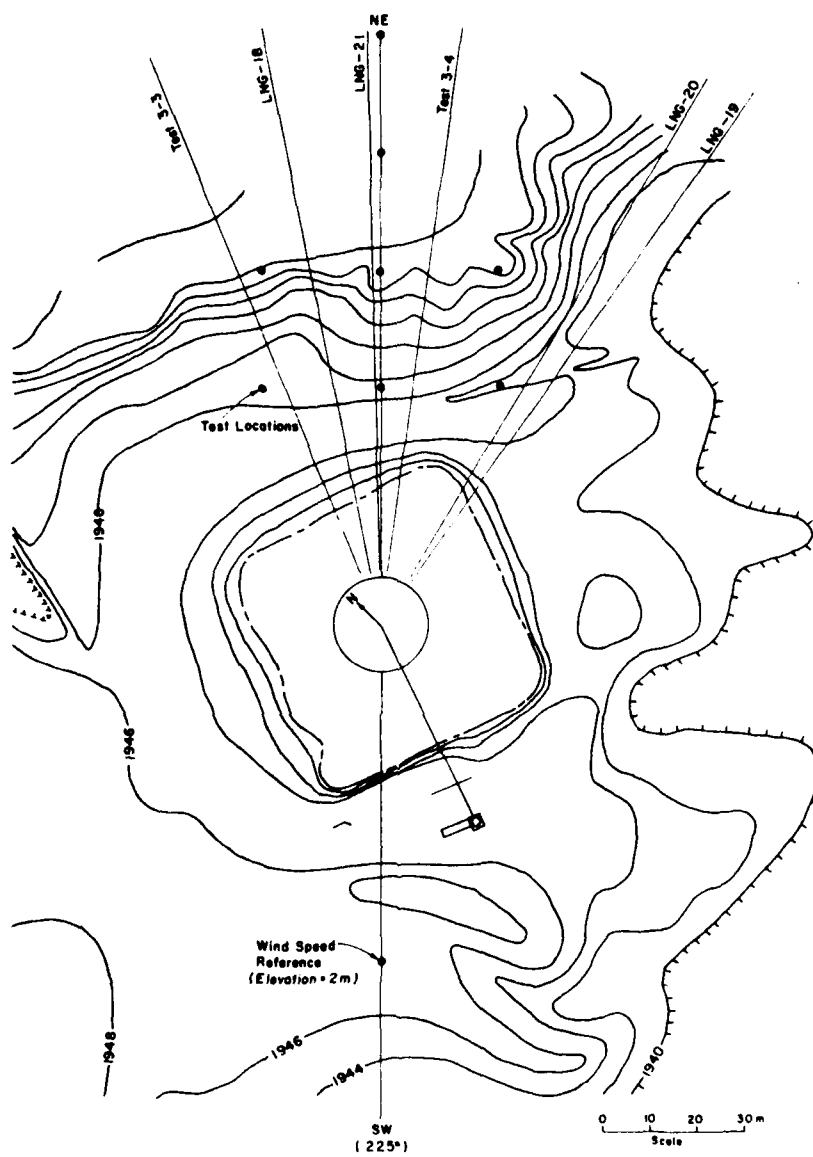 NE
Test 3-3
LNG-18
LNG-21
Test 3-4
LNG-20
LNG-19
Test Locations
1946
N
1946
Wind Speed
Reference
(Elevation = 2m)
1948
1946
1944
1940
SW
(225°)
0 10 20 30 m
Scale